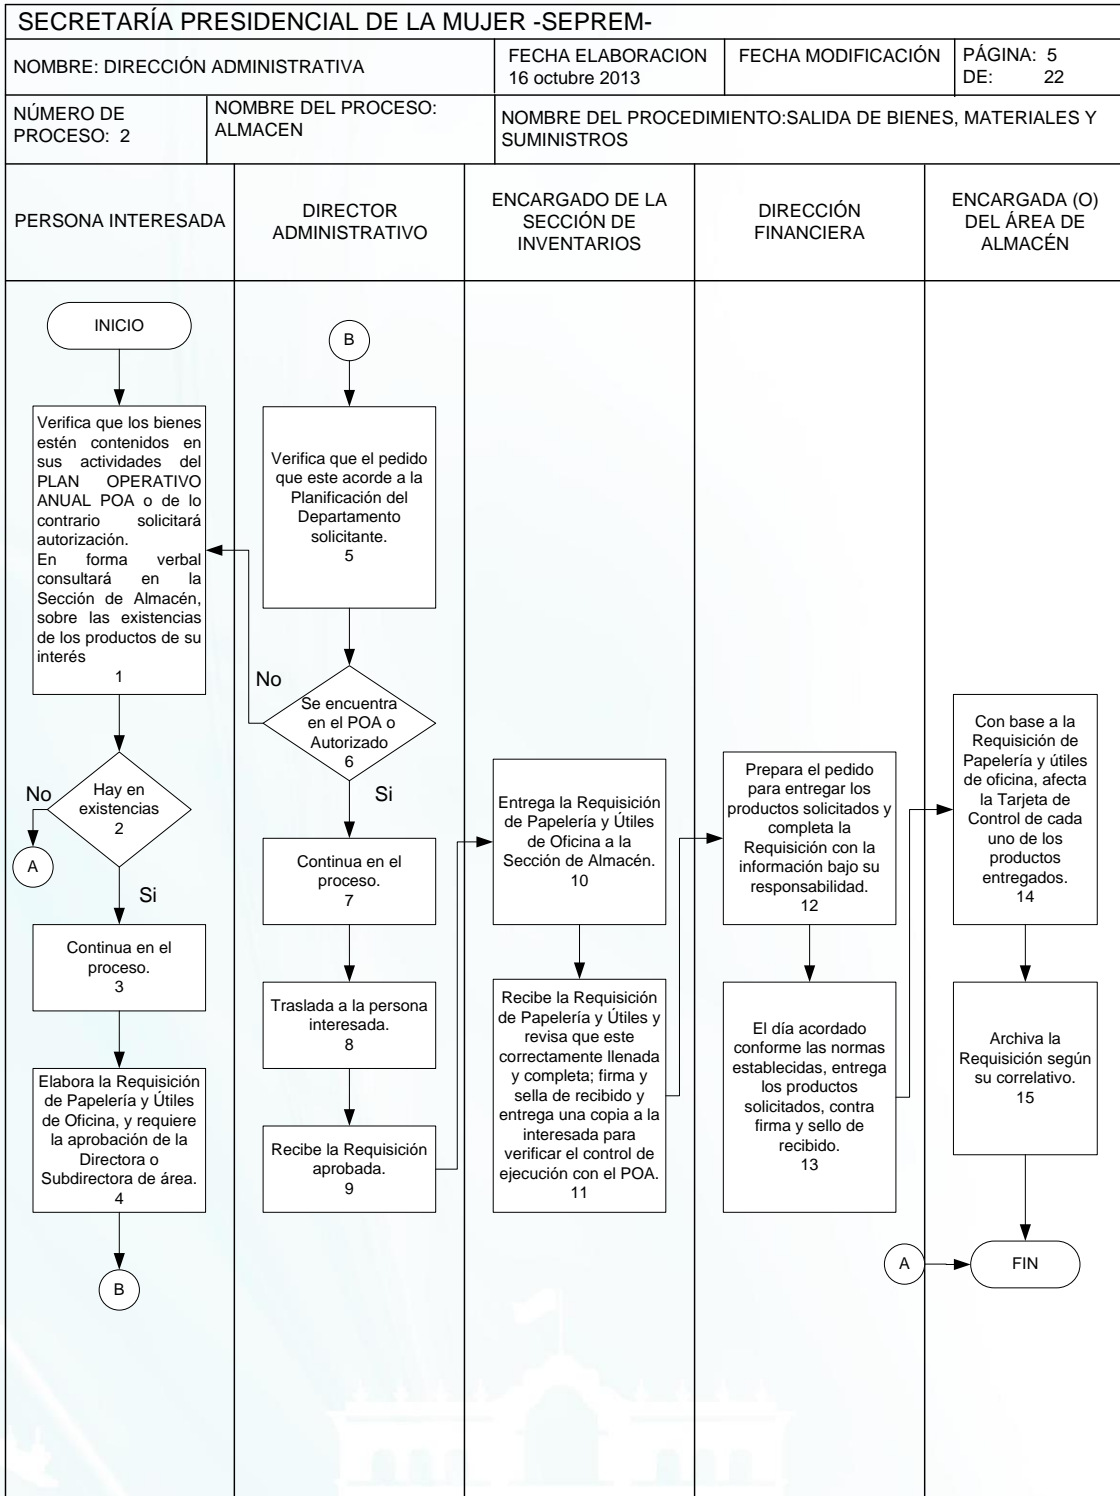 SECRETARÍA PRESIDENCIAL DE LA MUJER -SEPREM-
NOMBRE: DIRECCIÓN ADMINISTRATIVA
FECHA ELABORACION
16 octubre 2013
FECHA MODIFICACIÓN
PÁGINA: 5
DE: 22
NÚMERO DE
PROCESO: 2
NOMBRE DEL PROCESO:
ALMACEN
NOMBRE DEL PROCEDIMIENTO:SALIDA DE BIENES, MATERIALES Y
SUMINISTROS
PERSONA INTERESADA
DIRECTOR
ADMINISTRATIVO
ENCARGADO DE LA
SECCIÓN DE
INVENTARIOS
DIRECCIÓN
FINANCIERA
ENCARGADA (O)
DEL ÁREA DE
ALMACÉN
INICIO
Verifica que los bienes
estén contenidos en
sus actividades del
PLAN OPERATIVO
ANUAL POA o de lo
contrario solicitará
autorización.
En forma verbal
consultará en la
Sección de Almacén,
sobre las existencias
de los productos de su
interés
1
Hay en
existencias
2
No
A
Si
Continua en el
proceso.
3
Elabora la Requisición
de Papelería y Útiles
de Oficina, y requiere
la aprobación de la
Directora o
Subdirectora de área.
4
B
B
Verifica que el pedido
que este acorde a la
Planificación del
Departamento
solicitante.
5
No
Se encuentra
en el POA o
Autorizado
6
Si
Continua en el
proceso.
7
Traslada a la persona
interesada.
8
Recibe la Requisición
aprobada.
9
Entrega la Requisición
de Papelería y Útiles
de Oficina a la
Sección de Almacén.
10
Recibe la Requisición
de Papelería y Útiles y
revisa que este
correctamente llenada
y completa; firma y
sella de recibido y
entrega una copia a la
interesada para
verificar el control de
ejecución con el POA.
11
Prepara el pedido
para entregar los
productos solicitados y
completa la
Requisición con la
información bajo su
responsabilidad.
12
El día acordado
conforme las normas
establecidas, entrega
los productos
solicitados, contra
firma y sello de
recibido.
13
Con base a la
Requisición de
Papelería y útiles
de oficina, afecta
la Tarjeta de
Control de cada
uno de los
productos
entregados.
14
Archiva la
Requisición según
su correlativo.
15
A
FIN